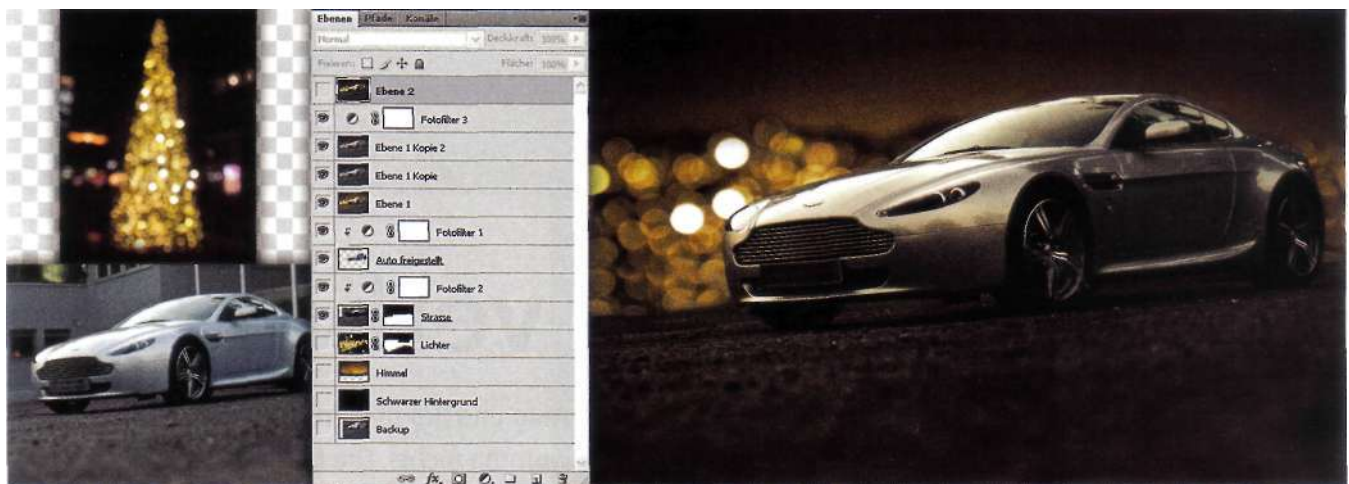 Ebenen Pfade Kanäle
Normal Deckkraft: 100%
Fixieren: Fläche: 100%
Ebene 2
Fotofilter 3
Ebene 1 Kopie 2
Ebene 1 Kopie
Ebene 1
Fotofilter 1
Auto freigestellt
Fotofilter 2
Strasse
Lichter
Himmel
Schwarzer Hintergrund
Backup
fx.